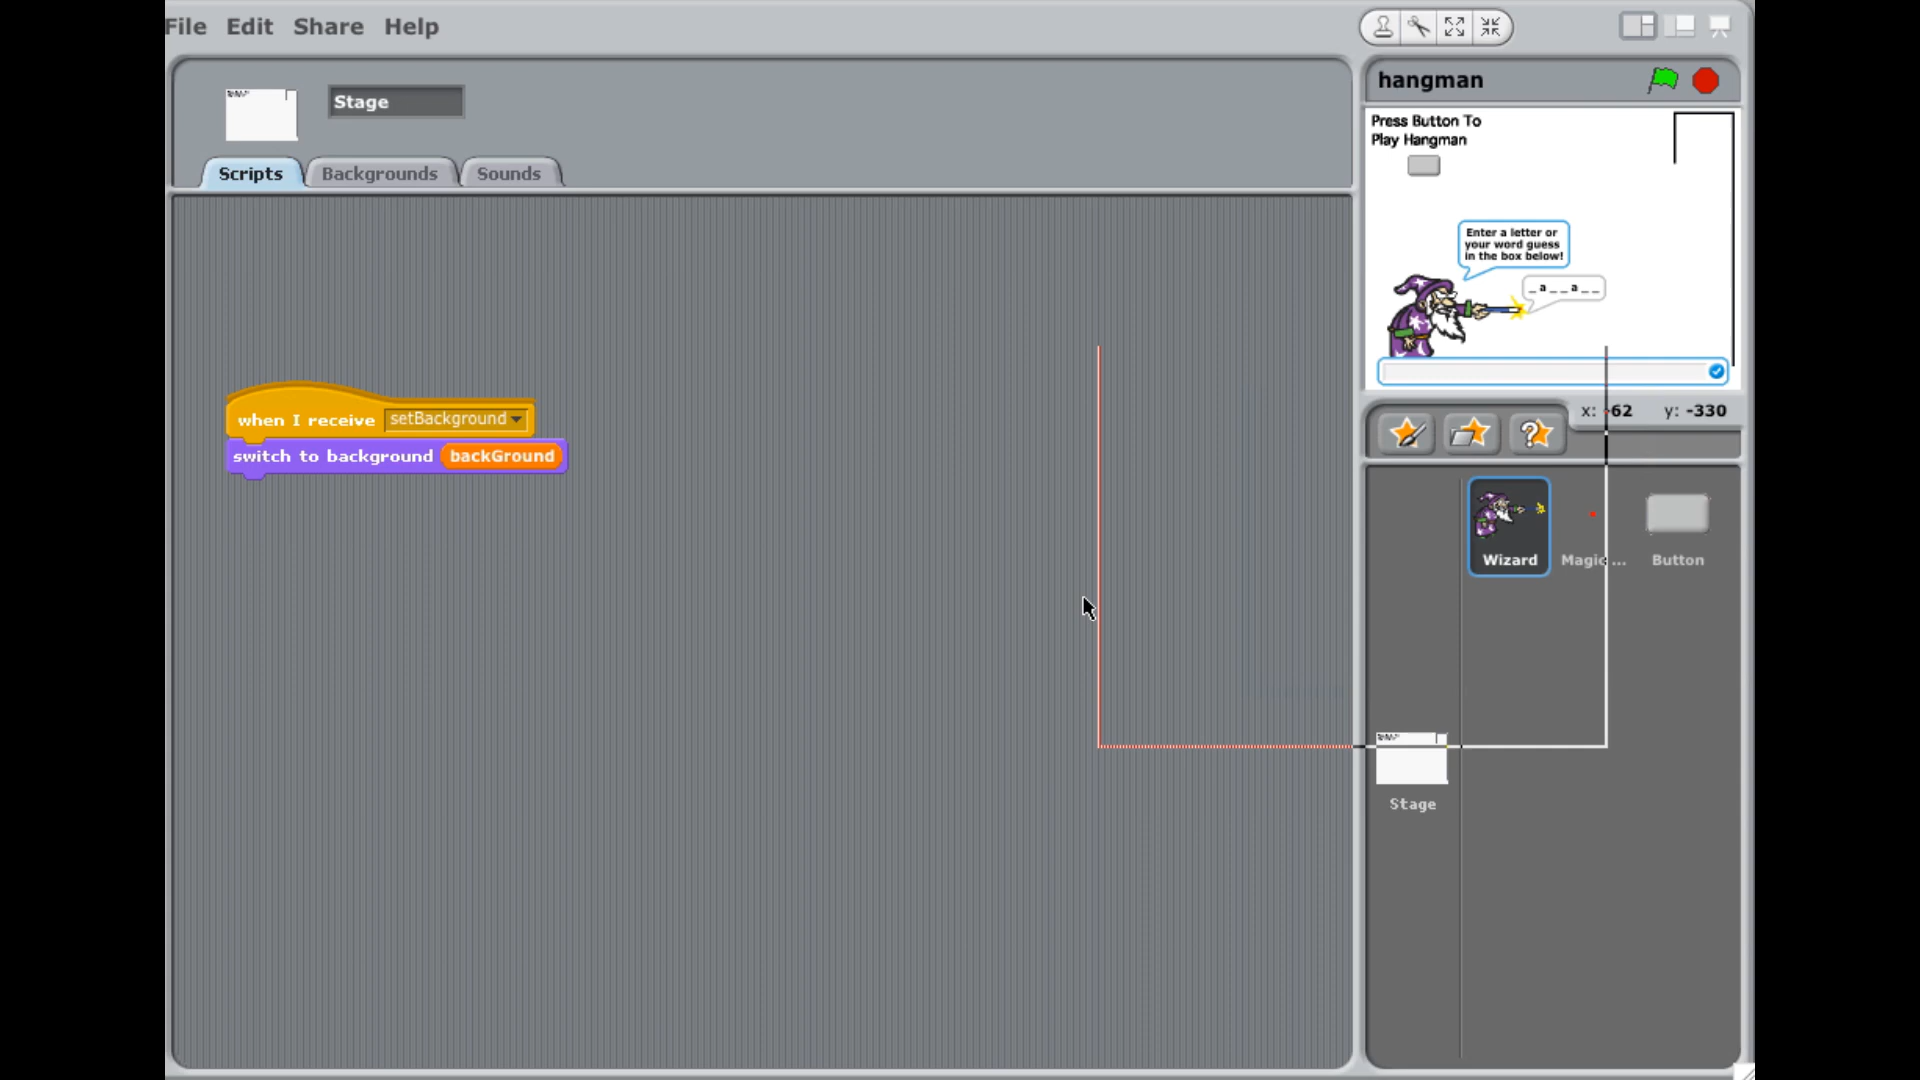 File Edit Share Help
Stage
Scripts Backgrounds Sounds
when I receive setBackground
switch to background backGround
hangman
Press Button To
Play Hangman
Enter a letter or
your word guess
in the box below!
_ a _ _ a _ _
x: -62 y: -330
Wizard Magic ... Button
Stage